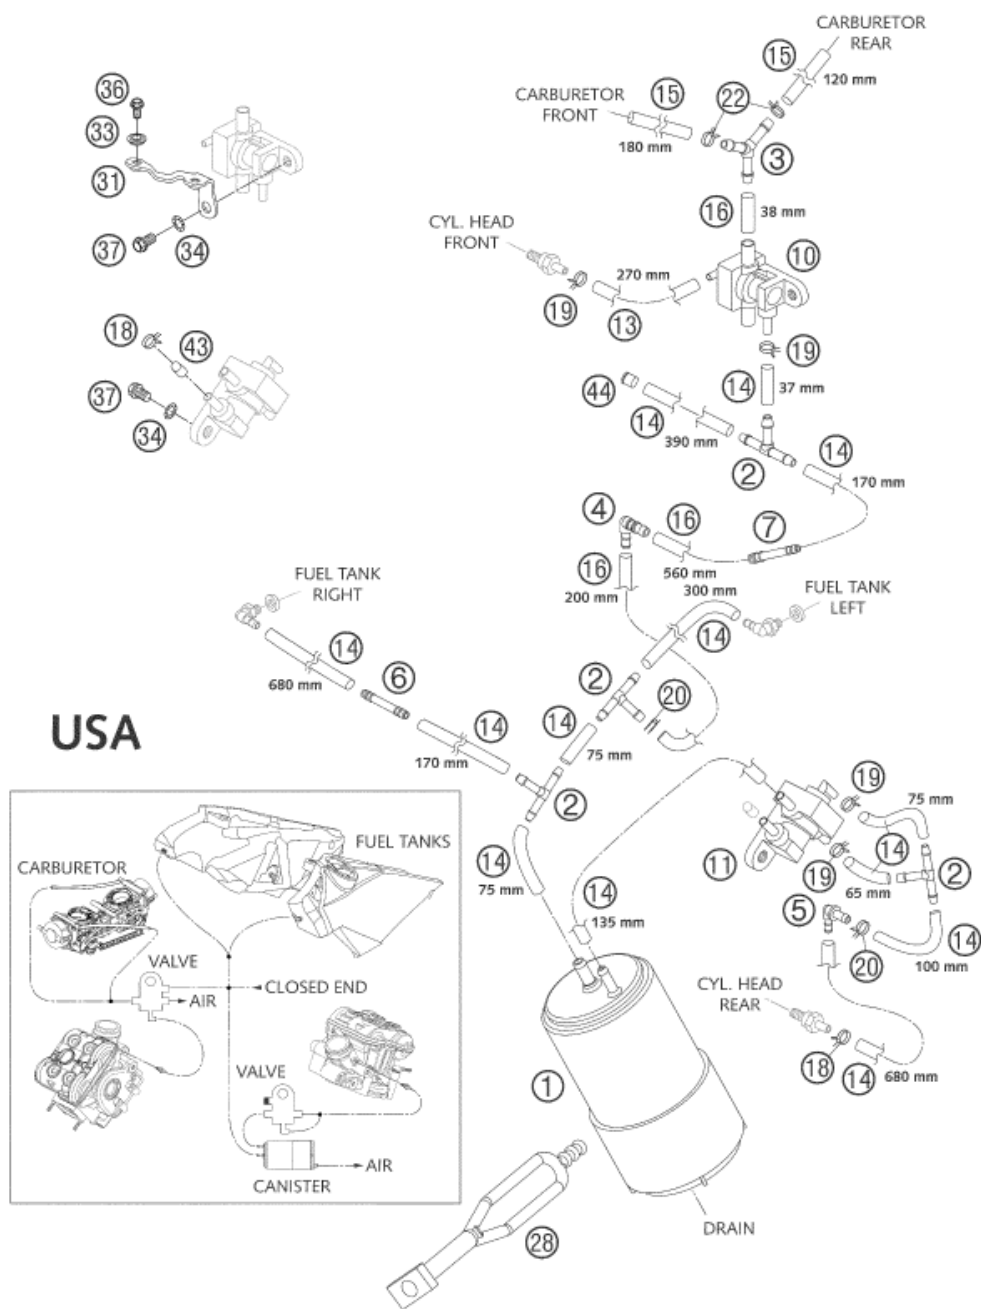 CARBURETOR
REAR
15
120 mm
36
15
22
CARBURETOR
FRONT
33
180 mm
3
31
16
38 mm
CYL. HEAD
FRONT
37
34
10
270 mm
19
13
18
43
19
14
37 mm
44
37
14
34
390 mm
2
14
170 mm
4
16
7
16
560 mm
200 mm
300 mm
FUEL TANK
RIGHT
FUEL TANK
LEFT
14
14
680 mm
6
2
20
14
14
USA
170 mm
75 mm
2
19
75 mm
FUEL TANKS
CARBURETOR
14
75 mm
11
19
14
65 mm
2
14
135 mm
5
20
14
100 mm
VALVE
AIR
CLOSED END
CYL. HEAD
REAR
18
14
680 mm
VALVE
1
AIR
CANISTER
DRAIN
28